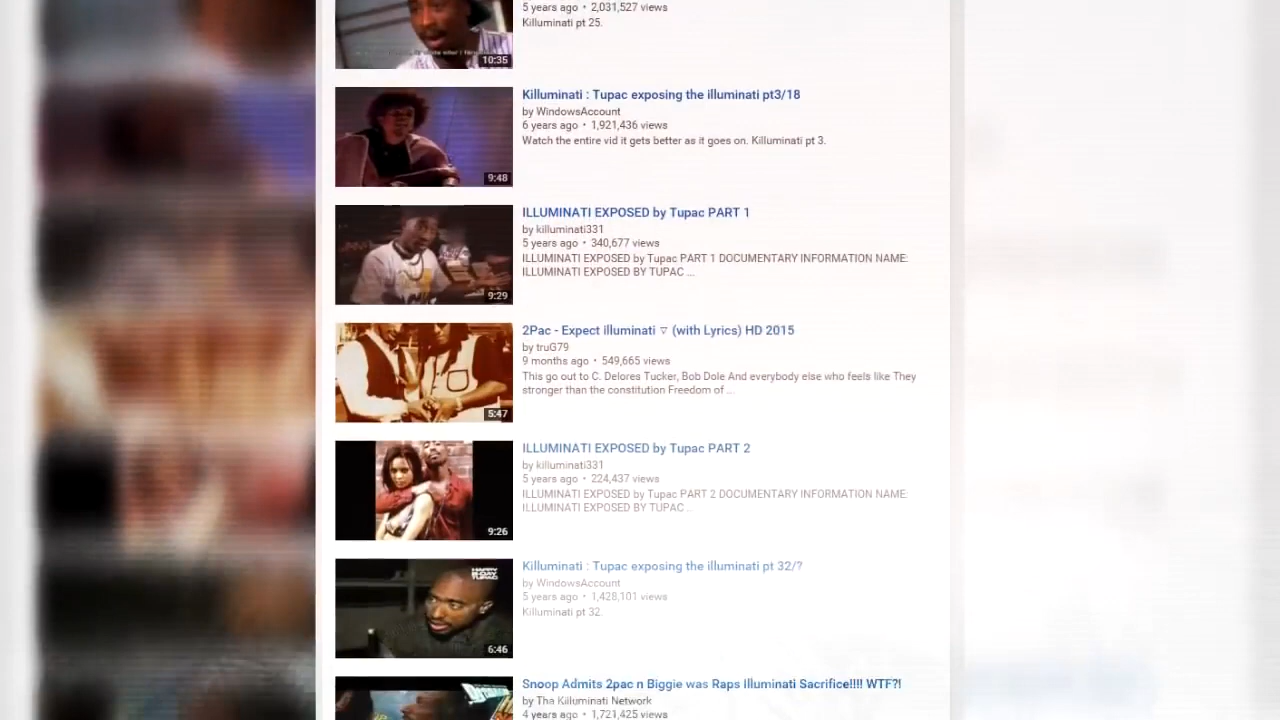 5 years ago • 2,031,527 views
Killuminati pt 25.
10:35
Killuminati : Tupac exposing the illuminati pt3/18
by WindowsAccount
6 years ago • 1,921,436 views
Watch the entire vid it gets better as it goes on. Killuminati pt 3.
9:48
ILLUMINATI EXPOSED by Tupac PART 1
by killuminati331
5 years ago • 340,677 views
ILLUMINATI EXPOSED by Tupac PART 1 DOCUMENTARY INFORMATION NAME:
ILLUMINATI EXPOSED BY TUPAC ...
9:29
2Pac - Expect illuminati ▽ (with Lyrics) HD 2015
by truG79
9 months ago • 549,665 views
This go out to C. Delores Tucker, Bob Dole And everybody else who feels like They
stronger than the constitution Freedom of ...
5:47
ILLUMINATI EXPOSED by Tupac PART 2
by killuminati331
5 years ago • 224,437 views
ILLUMINATI EXPOSED by Tupac PART 2 DOCUMENTARY INFORMATION NAME:
ILLUMINATI EXPOSED BY TUPAC ...
9:26
Killuminati : Tupac exposing the illuminati pt 32/?
by WindowsAccount
5 years ago • 1,428,101 views
Killuminati pt 32.
HAPPY
B-DAY
TUPAC
6:46
Snoop Admits 2pac n Biggie was Raps Illuminati Sacrifice!!!! WTF?!
by Tha Killuminati Network
4 years ago • 1,721,425 views